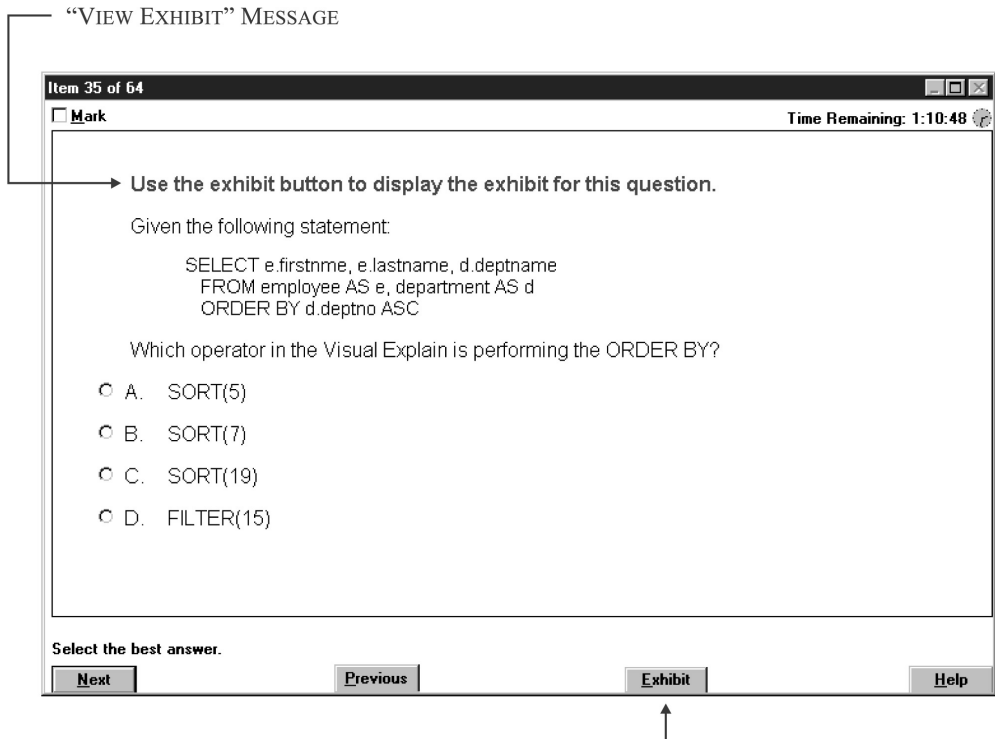 “VIEW EXHIBIT” MESSAGE
Item 35 of 64
Mark
Time Remaining: 1:10:48
Use the exhibit button to display the exhibit for this question.
Given the following statement:
SELECT e.firstnme, e.lastname, d.deptname
FROM employee AS e, department AS d
ORDER BY d.deptno ASC
Which operator in the Visual Explain is performing the ORDER BY?
A. SORT(5)
B. SORT(7)
C. SORT(19)
D. FILTER(15)
Select the best answer.
Next Previous Exhibit Help